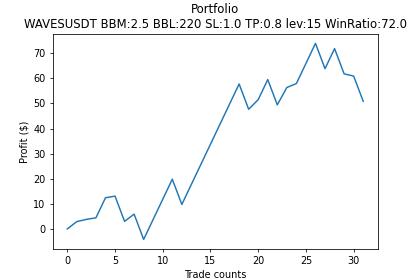 Portfolio
WAVESUSDT BBM:2.5 BBL:220 SL:1.0 TP:0.8 lev:15 WinRatio:72.0
Profit ($)
70
60
50
40
30
20
10
0
0 5 10 15 20 25 30
Trade counts